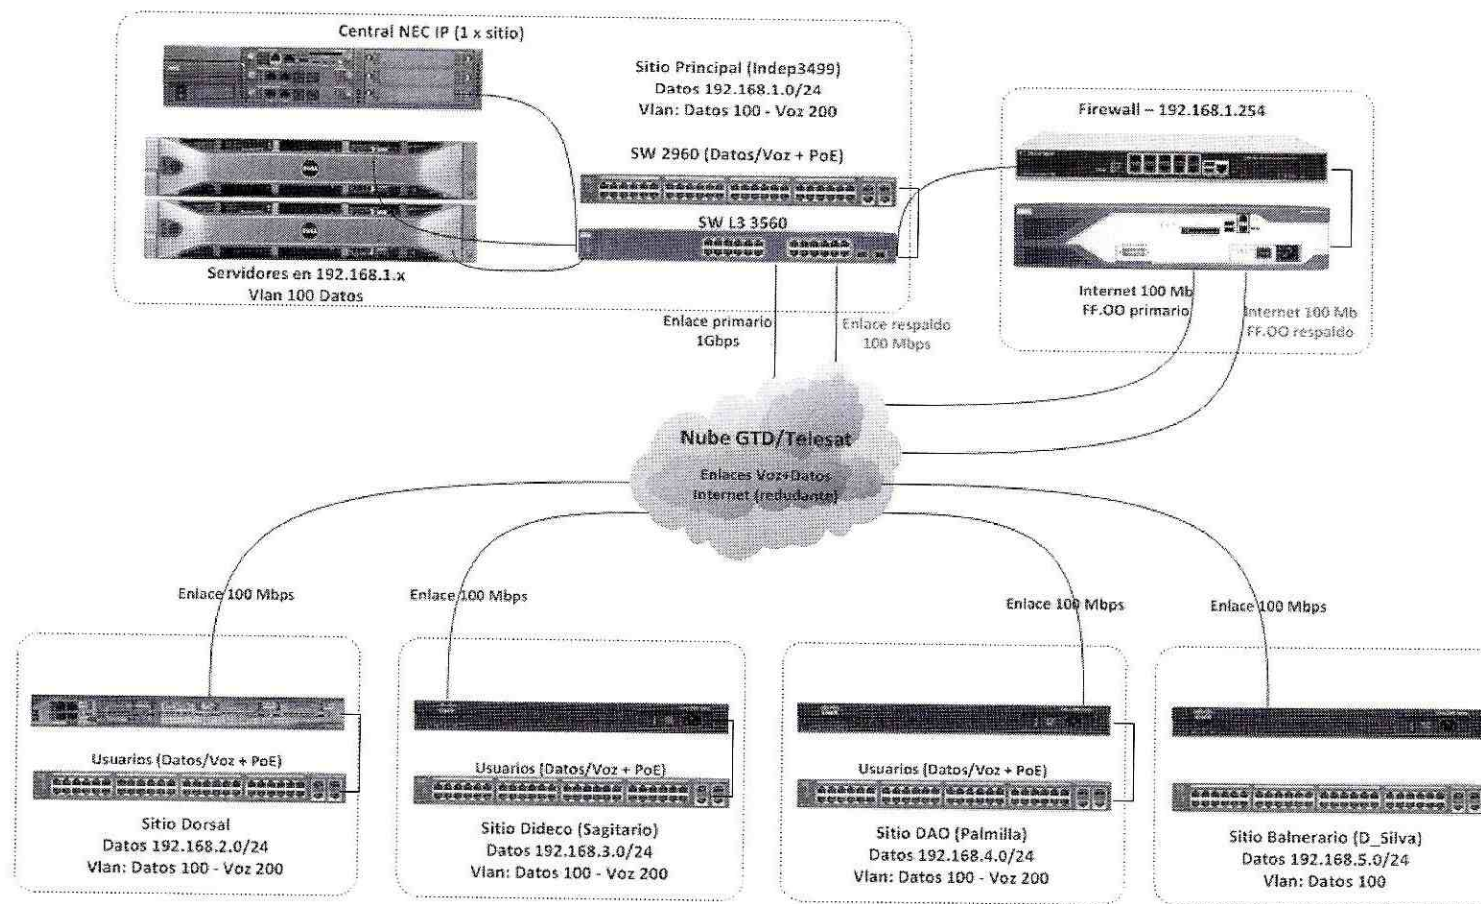 Central NEC IP (1 x sitio)
Sitio Principal (Indep3499)
Datos 192.168.1.0/24
Vlan: Datos 100 - Voz 200
SW 2960 (Datos/Voz + PoE)
SW L3 3560
Servidores en 192.168.1.x
Vlan 100 Datos
Firewall – 192.168.1.254
Internet 100 Mb
FF.OO primario
Internet 100 Mb
FF.OO respaldo
Enlace primario
1Gbps
Enlace respaldo
100 Mbps
Nube GTD/Telesat
Enlaces Voz+Datos
Internet (redudante)
Enlace 100 Mbps
Enlace 100 Mbps
Enlace 100 Mbps
Enlace 100 Mbps
Usuarios (Datos/Voz + PoE)
Sitio Dorsal
Datos 192.168.2.0/24
Vlan: Datos 100 - Voz 200
Usuarios (Datos/Voz + PoE)
Sitio Dideco (Sagitario)
Datos 192.168.3.0/24
Vlan: Datos 100 - Voz 200
Usuarios (Datos/Voz + PoE)
Sitio DAO (Palmilla)
Datos 192.168.4.0/24
Vlan: Datos 100 - Voz 200
Sitio Balnerario (D_Silva)
Datos 192.168.5.0/24
Vlan: Datos 100